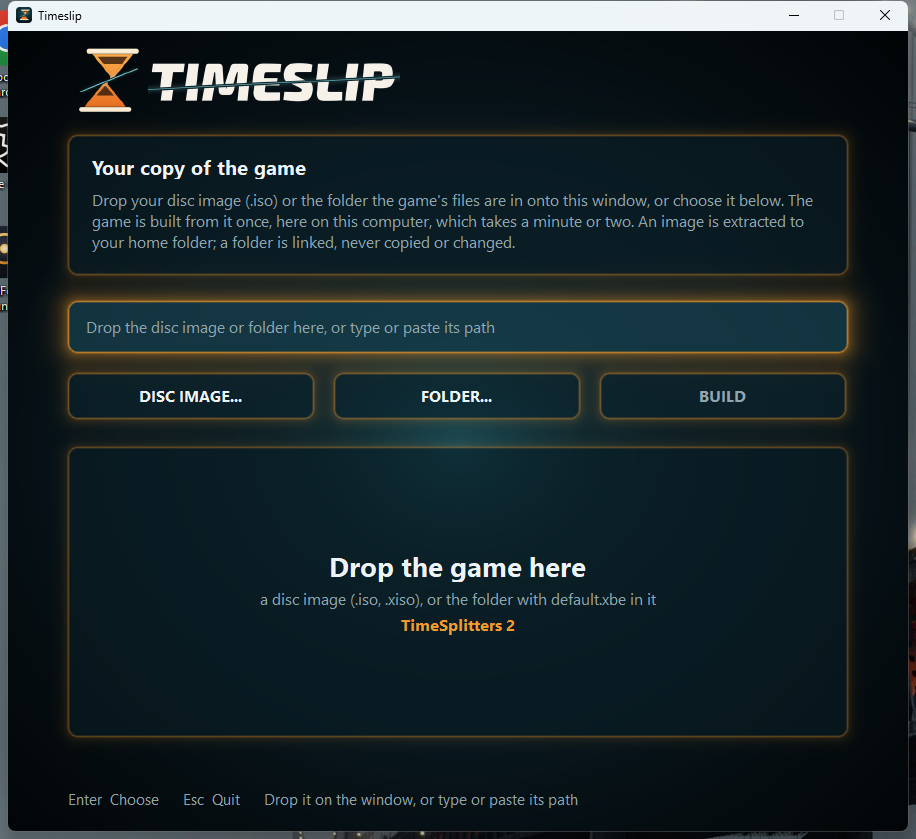 Timeslip
TIMESLIP
Your copy of the game
Drop your disc image (.iso) or the folder the game's files are in onto this window, or choose it below. The
game is built from it once, here on this computer, which takes a minute or two. An image is extracted to
your home folder; a folder is linked, never copied or changed.
Drop the disc image or folder here, or type or paste its path
DISC IMAGE... FOLDER... BUILD
Drop the game here
a disc image (.iso, .xiso), or the folder with default.xbe in it
TimeSplitters 2
Enter Choose Esc Quit Drop it on the window, or type or paste its path